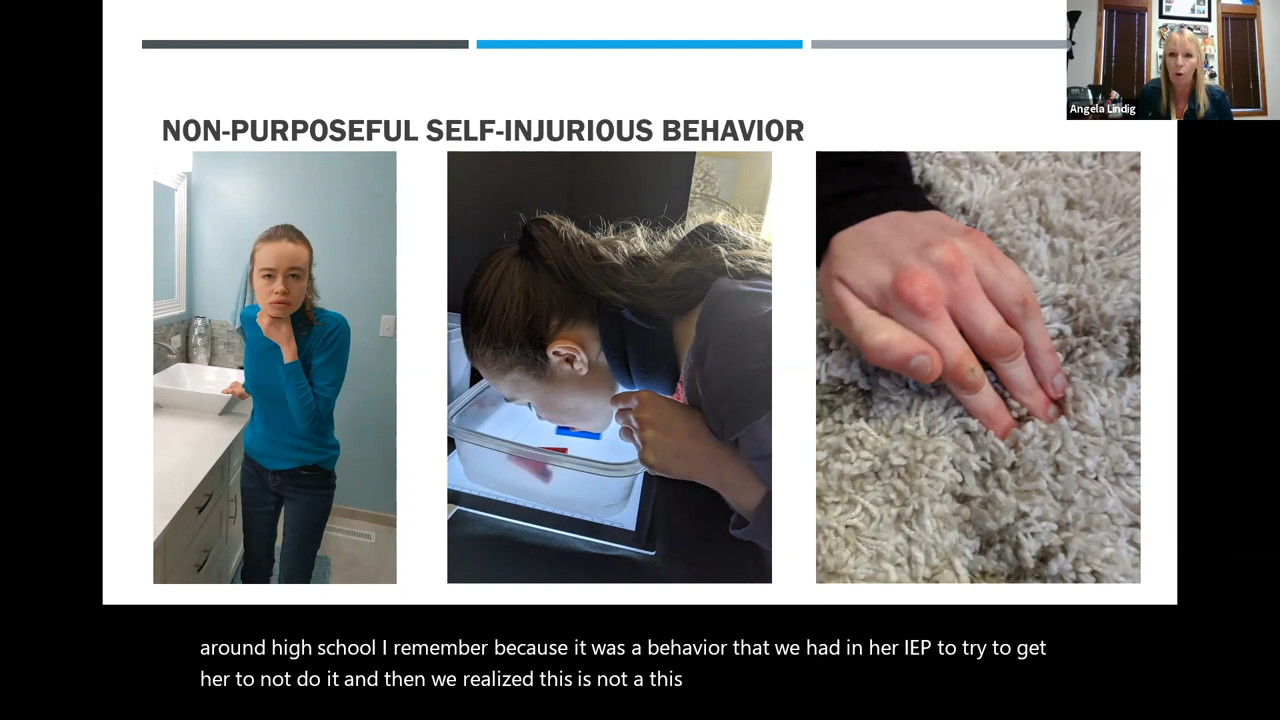 Angela Lindig
NON-PURPOSEFUL SELF-INJURIOUS BEHAVIOR
around high school I remember because it was a behavior that we had in her IEP to try to get
her to not do it and then we realized this is not a this